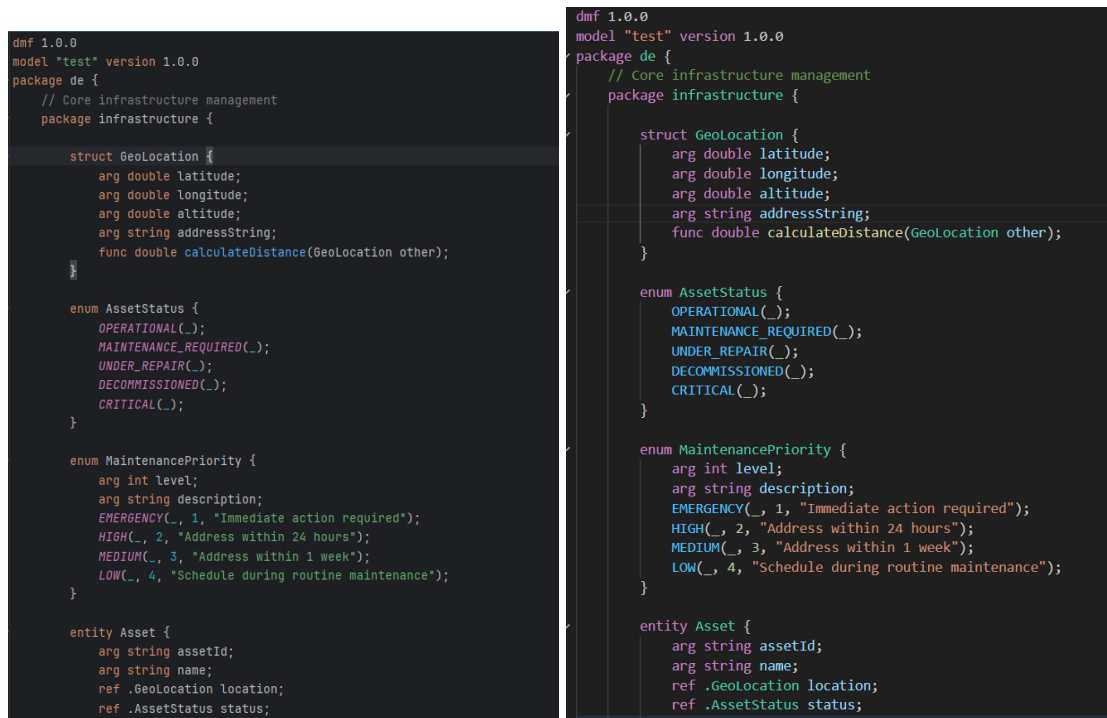 dmf 1.0.0
model "test" version 1.0.0
package de {
    // Core infrastructure management
    package infrastructure {
        struct GeoLocation {
            arg double latitude;
            arg double longitude;
            arg double altitude;
            arg string addressString;
            func double calculateDistance(GeoLocation other);
        }
        enum AssetStatus {
            OPERATIONAL(_);
            MAINTENANCE_REQUIRED(_);
            UNDER_REPAIR(_);
            DECOMMISSIONED(_);
            CRITICAL(_);
        }
        enum MaintenancePriority {
            arg int level;
            arg string description;
            EMERGENCY(_, 1, "Immediate action required");
            HIGH(_, 2, "Address within 24 hours");
            MEDIUM(_, 3, "Address within 1 week");
            LOW(_, 4, "Schedule during routine maintenance");
        }
        entity Asset {
            arg string assetId;
            arg string name;
            ref .GeoLocation location;
            ref .AssetStatus status;
dmf 1.0.0
model "test" version 1.0.0
package de {
    // Core infrastructure management
    package infrastructure {
        struct GeoLocation {
            arg double latitude;
            arg double longitude;
            arg double altitude;
            arg string addressString;
            func double calculateDistance(GeoLocation other);
        }
        enum AssetStatus {
            OPERATIONAL(_);
            MAINTENANCE_REQUIRED(_);
            UNDER_REPAIR(_);
            DECOMMISSIONED(_);
            CRITICAL(_);
        }
        enum MaintenancePriority {
            arg int level;
            arg string description;
            EMERGENCY(_, 1, "Immediate action required");
            HIGH(_, 2, "Address within 24 hours");
            MEDIUM(_, 3, "Address within 1 week");
            LOW(_, 4, "Schedule during routine maintenance");
        }
        entity Asset {
            arg string assetId;
            arg string name;
            ref .GeoLocation location;
            ref .AssetStatus status;